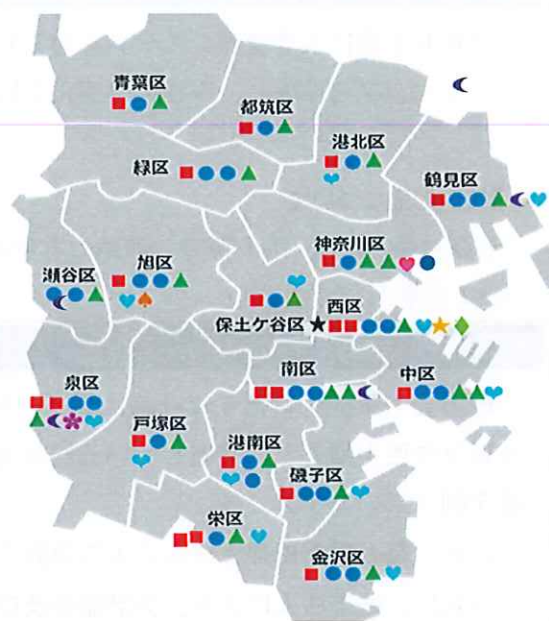 青葉区
都筑区
港北区
緑区
鶴見区
神奈川区
瀬谷区
旭区
保土ケ谷区
西区
南区
中区
泉区
戸塚区
港南区
磯子区
栄区
金沢区